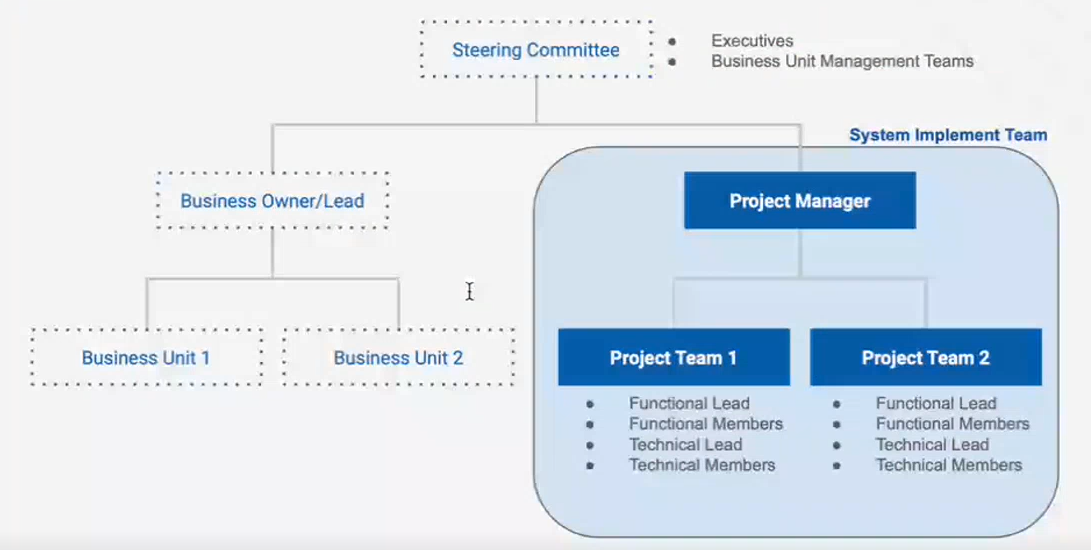 Steering Committee
Executives
Business Unit Management Teams
System Implement Team
Business Owner/Lead
Project Manager
Business Unit 1
Business Unit 2
Project Team 1
Project Team 2
Functional Lead
Functional Members
Technical Lead
Technical Members
Functional Lead
Functional Members
Technical Lead
Technical Members